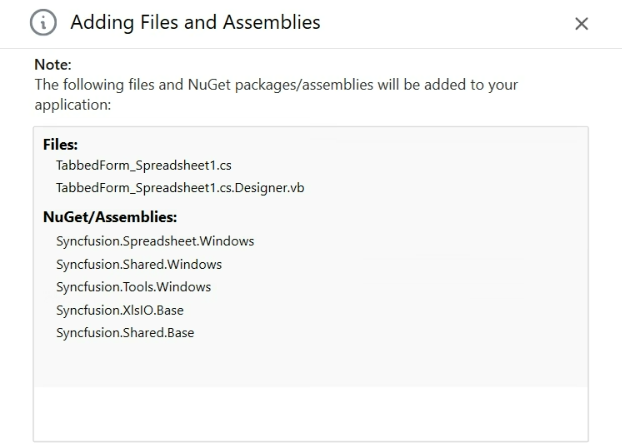 Adding Files and Assemblies
Note:
The following files and NuGet packages/assemblies will be added to your
application:
Files:
TabbedForm_Spreadsheet1.cs
TabbedForm_Spreadsheet1.cs.Designer.vb
NuGet/Assemblies:
Syncfusion.Spreadsheet.Windows
Syncfusion.Shared.Windows
Syncfusion.Tools.Windows
Syncfusion.XlsIO.Base
Syncfusion.Shared.Base